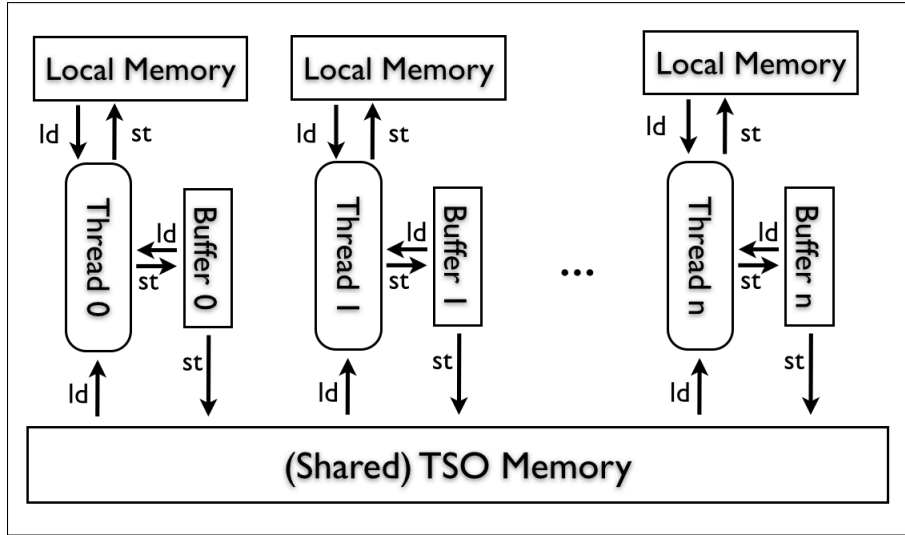 Local Memory
Local Memory
Local Memory
ld
st
ld
st
ld
st
Thread 0
ld
st
Buffer 0
Thread 1
ld
st
Buffer 1
...
Thread n
ld
st
Buffer n
ld
st
ld
st
ld
st
(Shared) TSO Memory